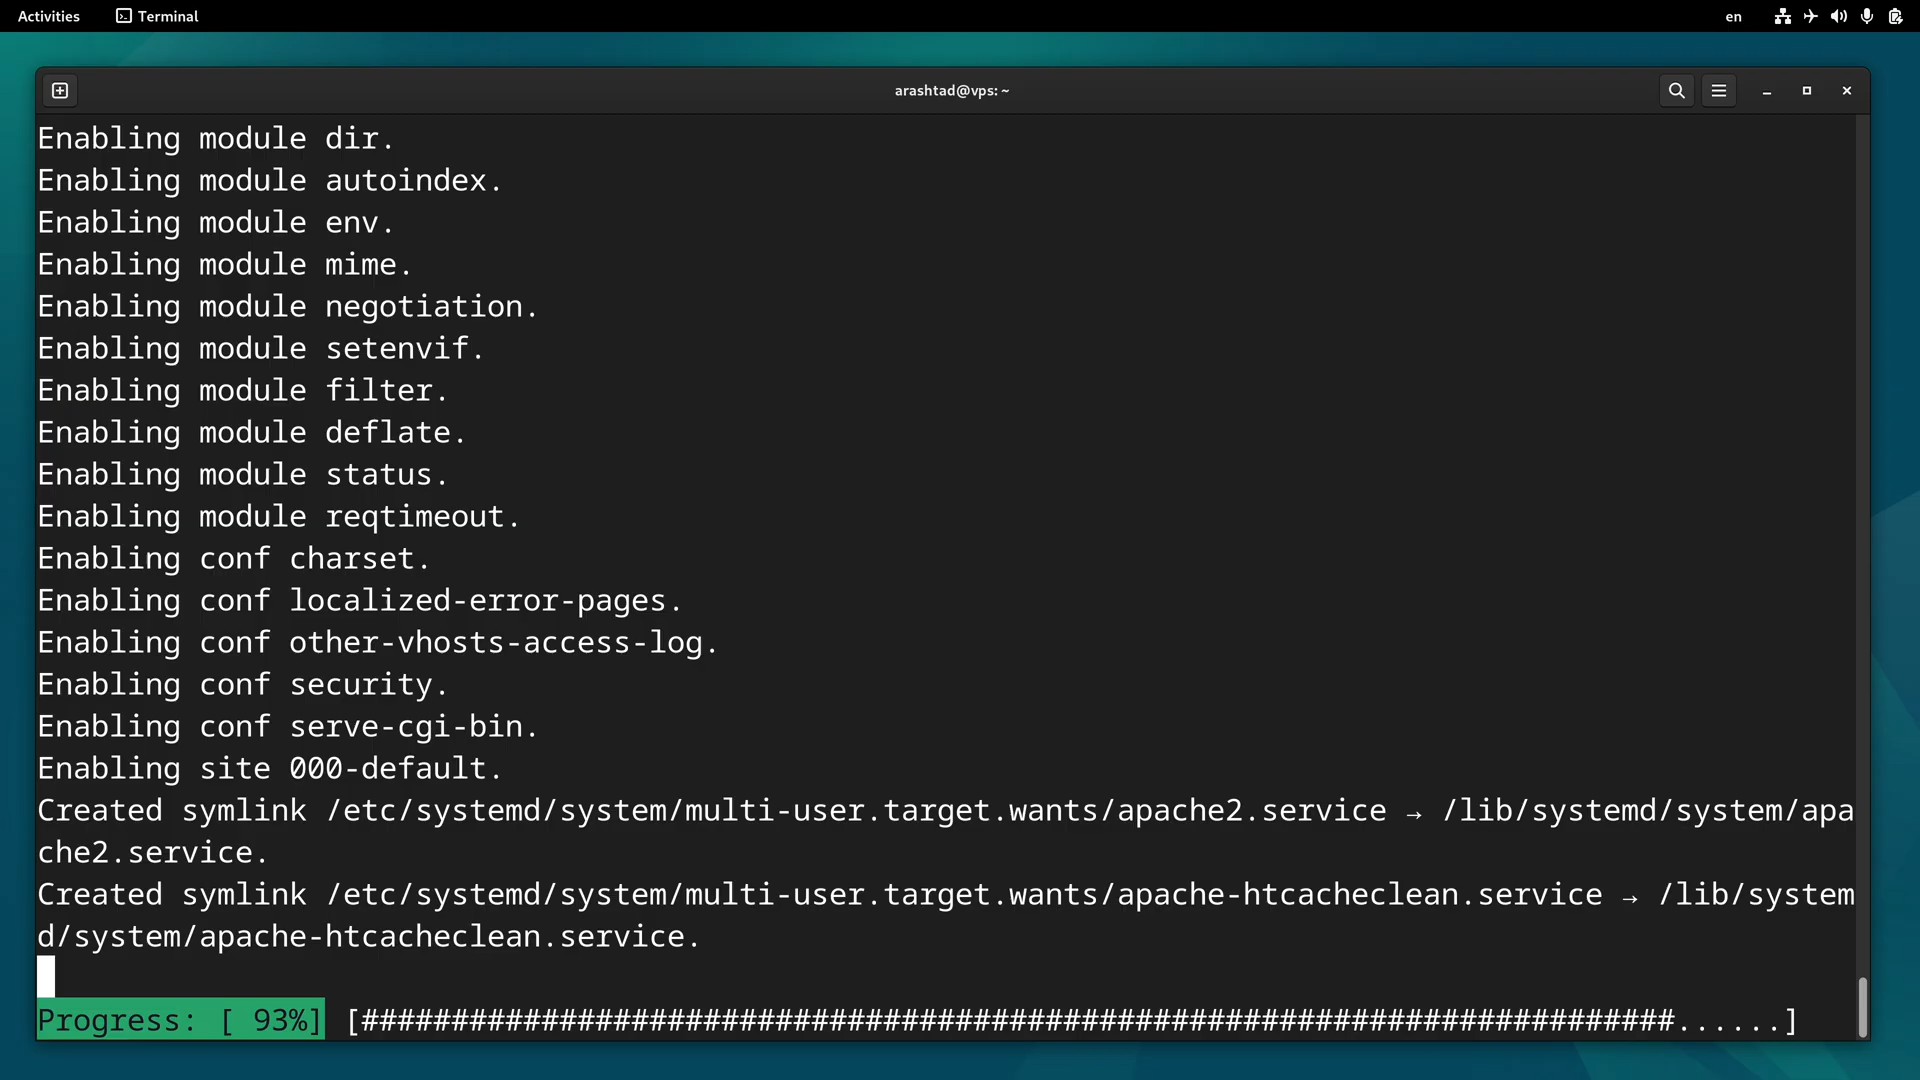 Activities Terminal en
arashtad@vps: ~
Enabling module dir.
Enabling module autoindex.
Enabling module env.
Enabling module mime.
Enabling module negotiation.
Enabling module setenvif.
Enabling module filter.
Enabling module deflate.
Enabling module status.
Enabling module reqtimeout.
Enabling conf charset.
Enabling conf localized-error-pages.
Enabling conf other-vhosts-access-log.
Enabling conf security.
Enabling conf serve-cgi-bin.
Enabling site 000-default.
Created symlink /etc/systemd/system/multi-user.target.wants/apache2.service → /lib/systemd/system/apa
che2.service.
Created symlink /etc/systemd/system/multi-user.target.wants/apache-htcacheclean.service → /lib/system
d/system/apache-htcacheclean.service.
Progress: [ 93%] [#########################################################################......]